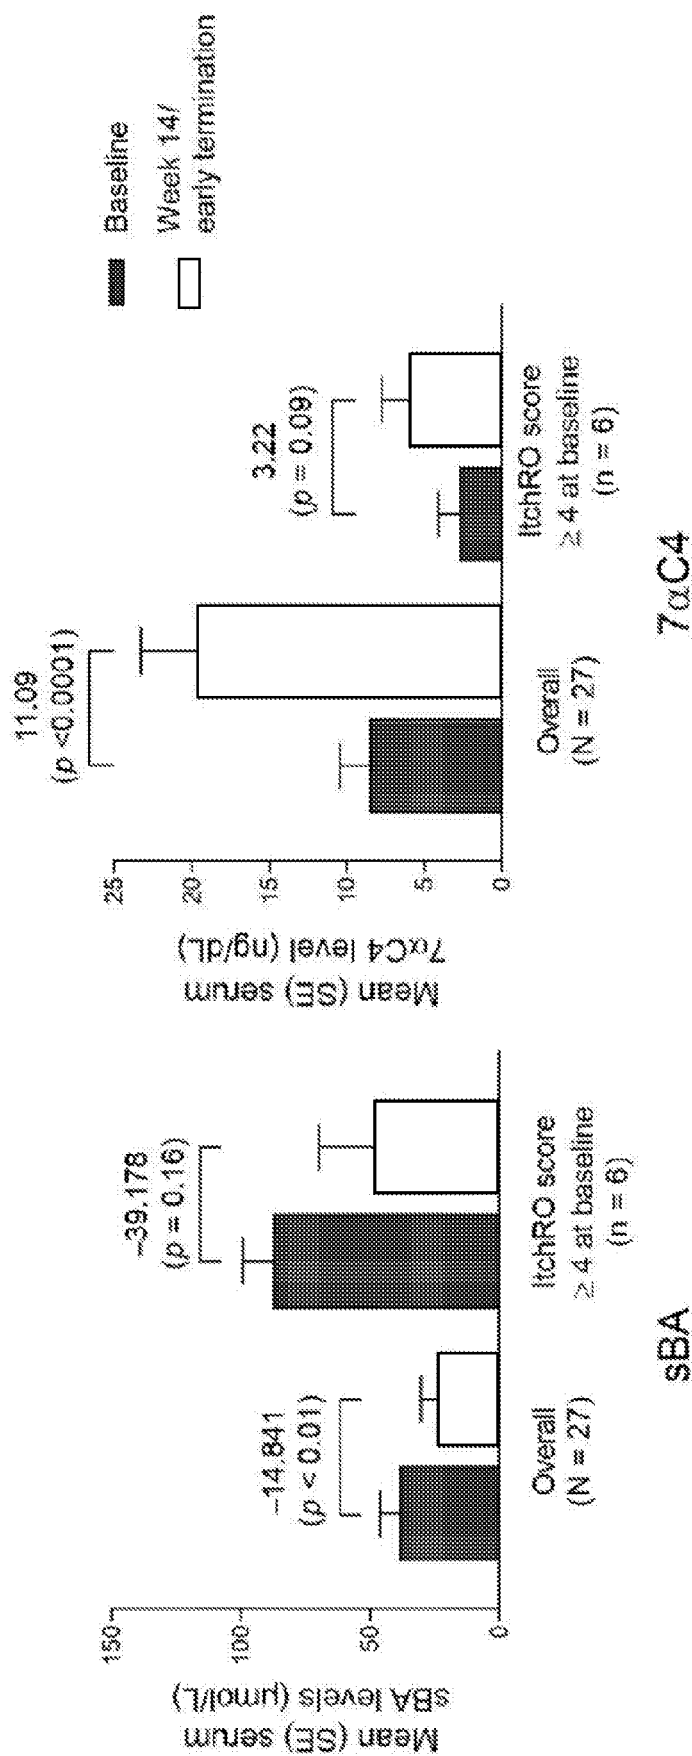 Mean (SE) serum
sBA levels (μmol/L)
150
100
50
0
–14.841
(p < 0.01)
–39.178
(p = 0.16)
Overall
(N = 27)
ItchRO score
≥ 4 at baseline
(n = 6)
sBA
Mean (SE) serum
7αC4 level (ng/dL)
25
20
15
10
5
0
11.09
(p <0.0001)
3.22
(p = 0.09)
Overall
(N = 27)
ItchRO score
≥ 4 at baseline
(n = 6)
7αC4
Baseline
Week 14/
early termination